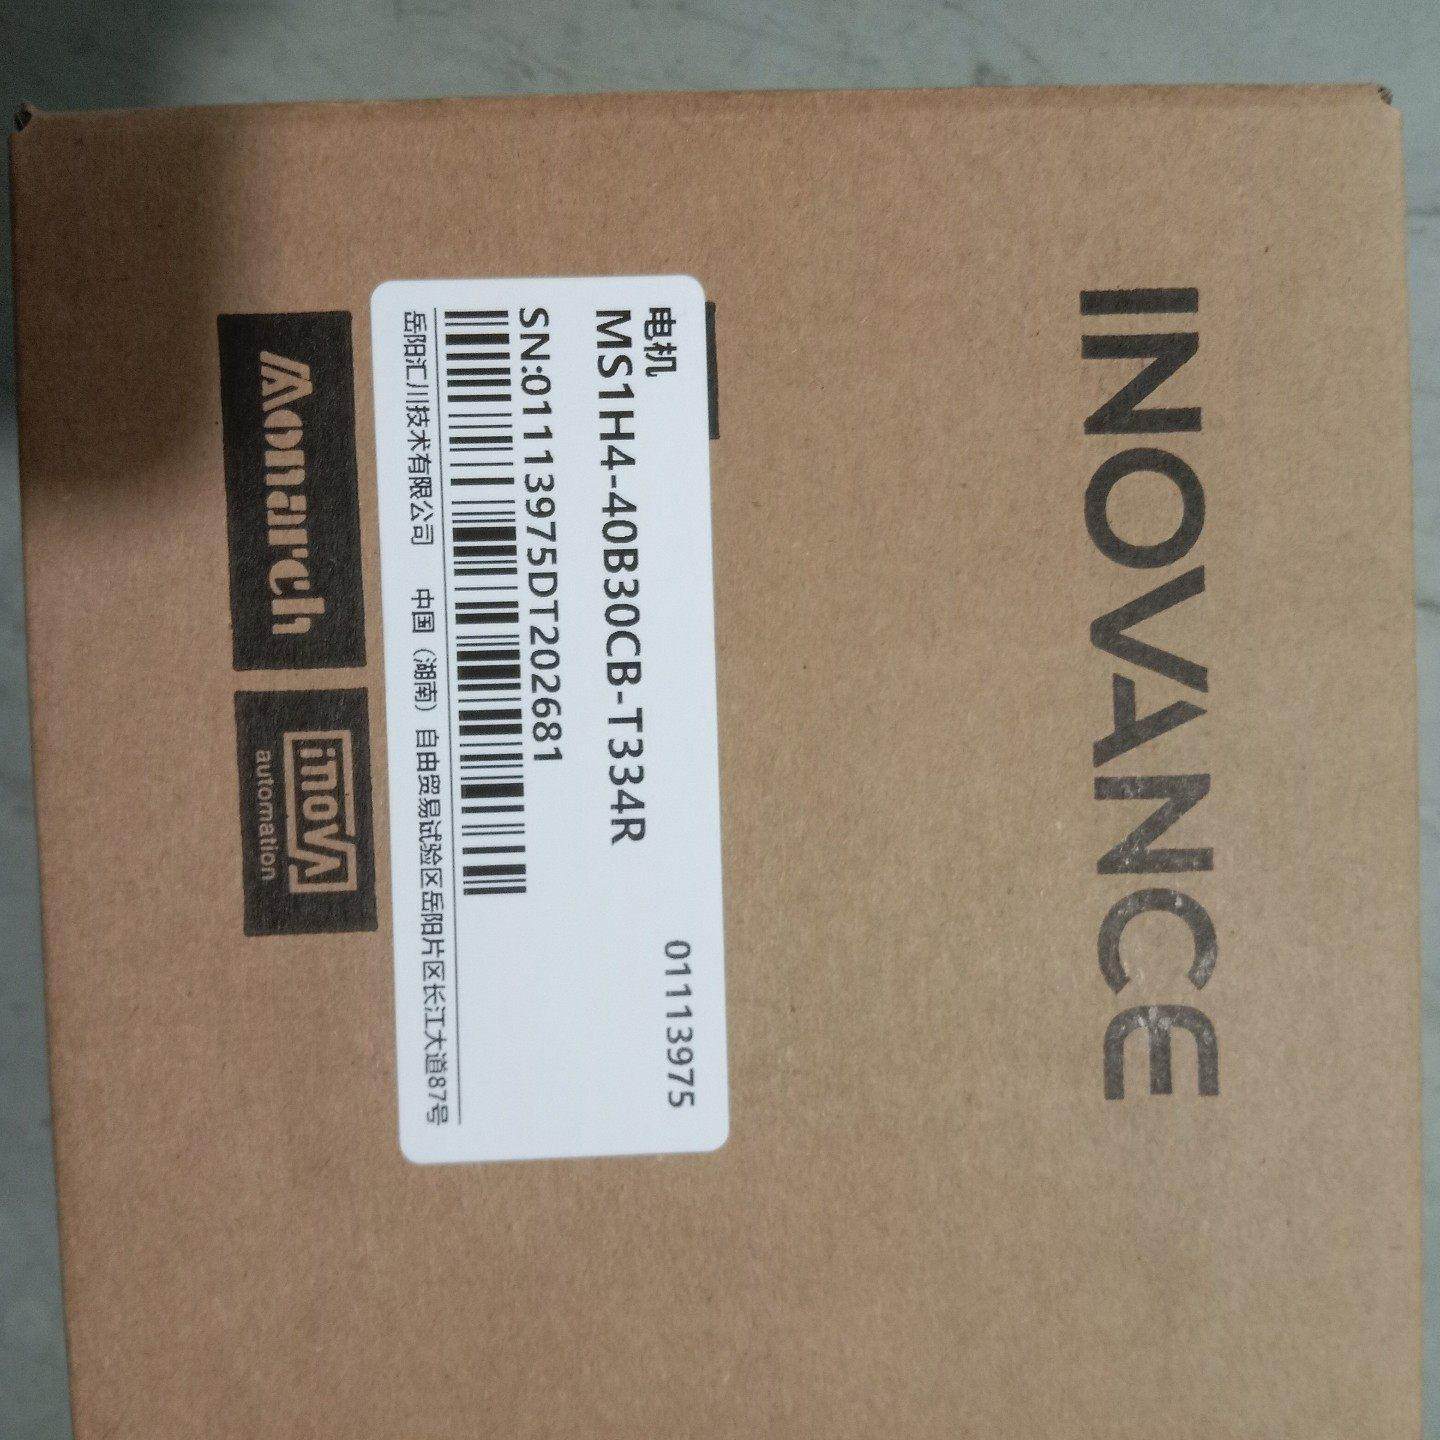 INOVANCE
电机
01113975
MS1H4-40B30CB-T334R
SN:01113975DT202681
岳阳汇川技术有限公司 中国（湖南）自由贸易试验区岳阳片区长江大道87号
Monarch
inovA
automation